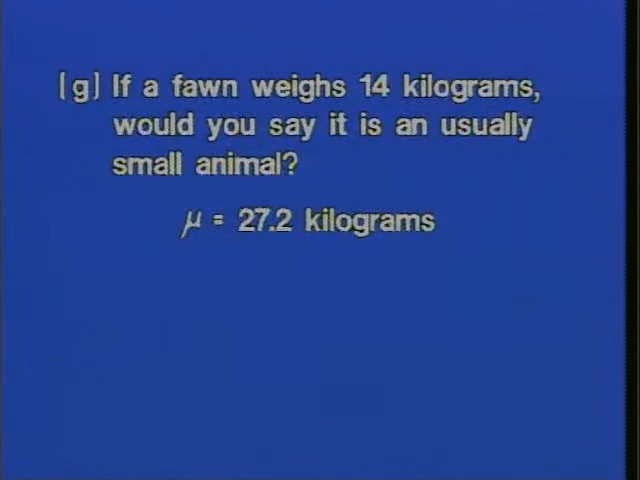 [g] If a fawn weighs 14 kilograms,
would you say it is an usually
small animal?
μ = 27.2 kilograms